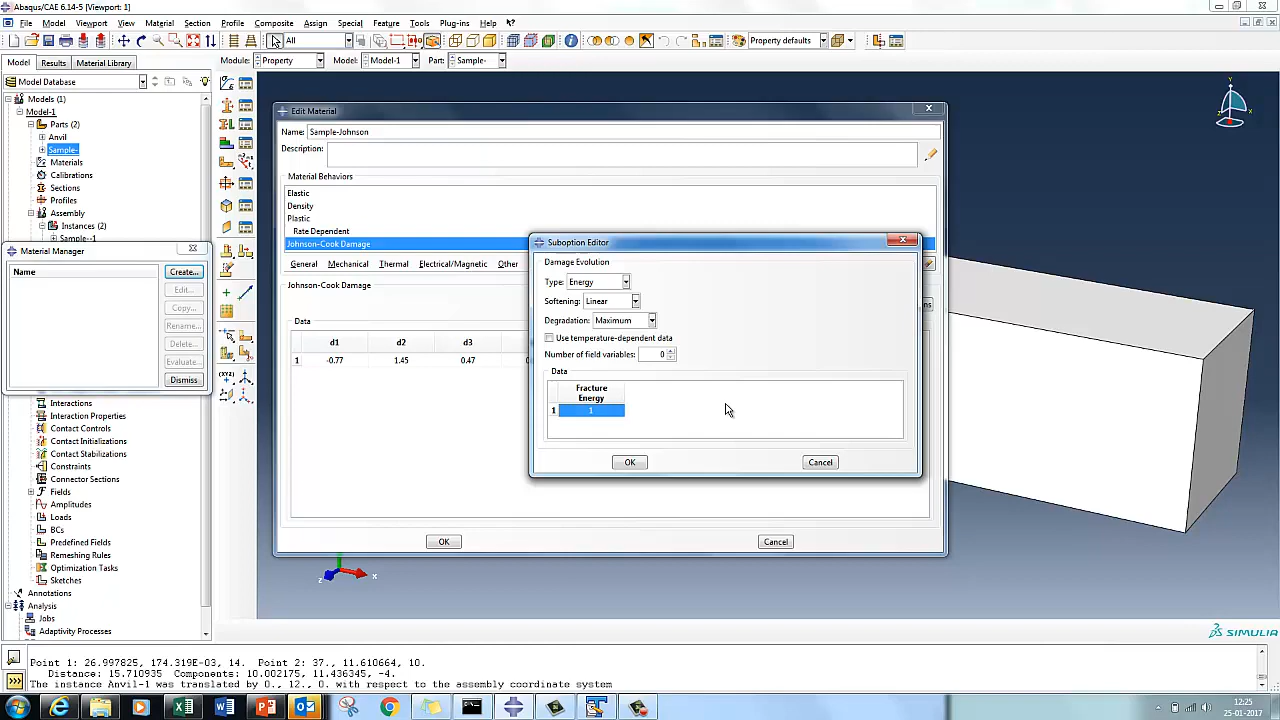 Abaqus/CAE 6.14-5 [Viewport: 1]
File Model Viewport View Material Section Profile Composite Assign Special Feature Tools Plug-ins Help
All
Property defaults
Model Results Material Library
Module: Property Model: Model-1 Part: Sample-
Model Database
Models (1)
Model-1
Parts (2)
Anvil
Sample-
Materials
Calibrations
Sections
Profiles
Assembly
Instances (2)
Sample--1
Material Manager
Name
Create...
Edit...
Copy...
Rename...
Delete...
Evaluate...
Dismiss
Interactions
Interaction Properties
Contact Controls
Contact Initializations
Contact Stabilizations
Constraints
Connector Sections
Fields
Amplitudes
Loads
BCs
Predefined Fields
Remeshing Rules
Optimization Tasks
Sketches
Annotations
Analysis
Jobs
Adaptivity Processes
Edit Material
Name: Sample-Johnson
Description:
Material Behaviors
Elastic
Density
Plastic
Rate Dependent
Johnson-Cook Damage
General Mechanical Thermal Electrical/Magnetic Other
Johnson-Cook Damage
Data
d1 d2 d3
1 -0.77 1.45 0.47
OK Cancel
Suboption Editor
Damage Evolution
Type: Energy
Softening: Linear
Degradation: Maximum
Use temperature-dependent data
Number of field variables: 0
Data
Fracture
Energy
1 1
OK Cancel
Y
X
Z
SIMULIA
Point 1: 26.997825, 174.319E-03, 14. Point 2: 37., 11.610664, 10.
Distance: 15.710935 Components: 10.002175, 11.436345, -4.
The instance Anvil-1 was translated by 0., 12., 0. with respect to the assembly coordinate system
12:25
25-01-2017